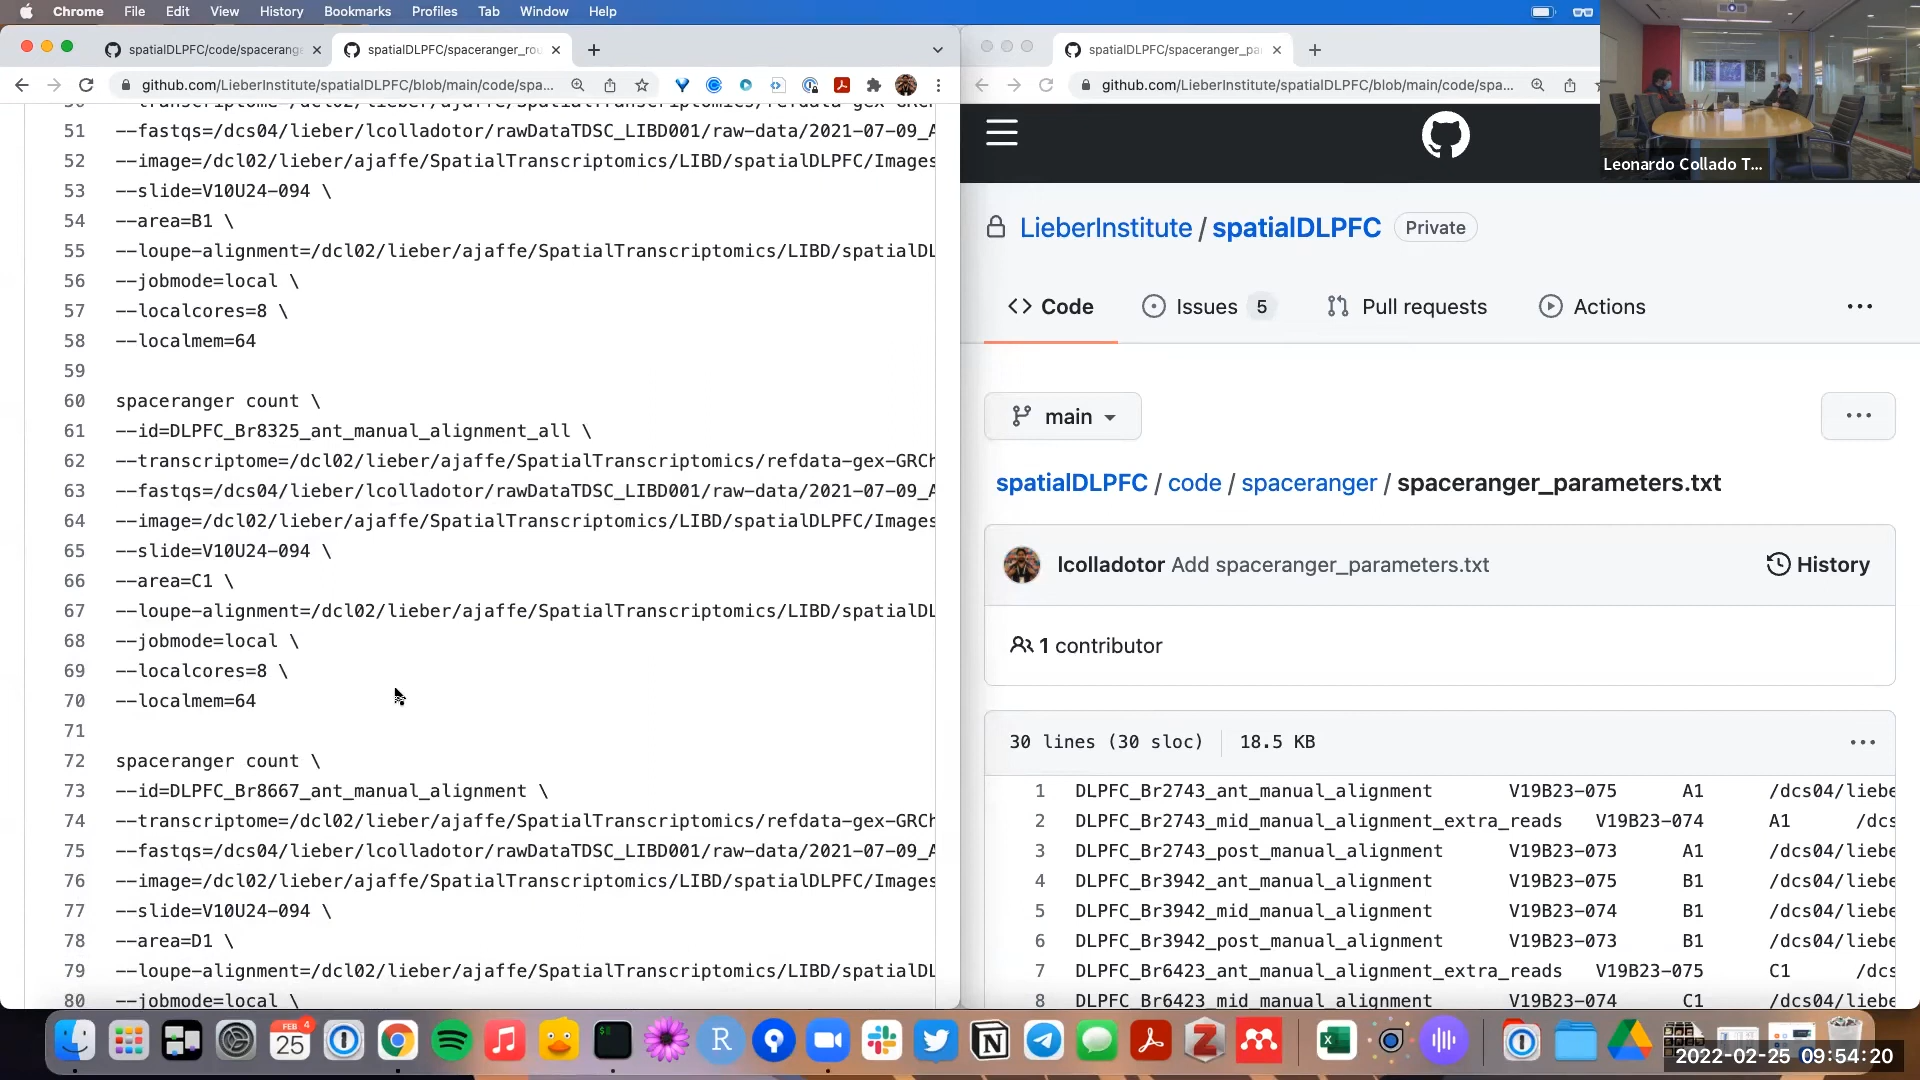 Chrome File Edit View History Bookmarks Profiles Tab Window Help
spatialDLPFC/code/spacerange
spatialDLPFC/spaceranger_rou
github.com/LieberInstitute/spatialDLPFC/blob/main/code/spa...
51 --fastqs=/dcs04/lieber/lcolladotor/rawDataTDSC_LIBD001/raw-data/2021-07-09_A
52 --image=/dcl02/lieber/ajaffe/SpatialTranscriptomics/LIBD/spatialDLPFC/Images
53 --slide=V10U24-094 \
54 --area=B1 \
55 --loupe-alignment=/dcl02/lieber/ajaffe/SpatialTranscriptomics/LIBD/spatialDL
56 --jobmode=local \
57 --localcores=8 \
58 --localmem=64
59
60 spaceranger count \
61 --id=DLPFC_Br8325_ant_manual_alignment_all \
62 --transcriptome=/dcl02/lieber/ajaffe/SpatialTranscriptomics/refdata-gex-GRCh
63 --fastqs=/dcs04/lieber/lcolladotor/rawDataTDSC_LIBD001/raw-data/2021-07-09_A
64 --image=/dcl02/lieber/ajaffe/SpatialTranscriptomics/LIBD/spatialDLPFC/Images
65 --slide=V10U24-094 \
66 --area=C1 \
67 --loupe-alignment=/dcl02/lieber/ajaffe/SpatialTranscriptomics/LIBD/spatialDL
68 --jobmode=local \
69 --localcores=8 \
70 --localmem=64
71
72 spaceranger count \
73 --id=DLPFC_Br8667_ant_manual_alignment \
74 --transcriptome=/dcl02/lieber/ajaffe/SpatialTranscriptomics/refdata-gex-GRCh
75 --fastqs=/dcs04/lieber/lcolladotor/rawDataTDSC_LIBD001/raw-data/2021-07-09_A
76 --image=/dcl02/lieber/ajaffe/SpatialTranscriptomics/LIBD/spatialDLPFC/Images
77 --slide=V10U24-094 \
78 --area=D1 \
79 --loupe-alignment=/dcl02/lieber/ajaffe/SpatialTranscriptomics/LIBD/spatialDL
80 --jobmode=local \
spatialDLPFC/spaceranger_pa
github.com/LieberInstitute/spatialDLPFC/blob/main/code/spa...
Leonardo Collado T...
LieberInstitute / spatialDLPFC Private
<> Code Issues 5 Pull requests Actions ...
main
...
spatialDLPFC / code / spaceranger / spaceranger_parameters.txt
lcolladotor Add spaceranger_parameters.txt History
1 contributor
30 lines (30 sloc) 18.5 KB ...
1 DLPFC_Br2743_ant_manual_alignment V19B23-075 A1 /dcs04/liebe
2 DLPFC_Br2743_mid_manual_alignment_extra_reads V19B23-074 A1 /dcs
3 DLPFC_Br2743_post_manual_alignment V19B23-073 A1 /dcs04/liebe
4 DLPFC_Br3942_ant_manual_alignment V19B23-075 B1 /dcs04/liebe
5 DLPFC_Br3942_mid_manual_alignment V19B23-074 B1 /dcs04/liebe
6 DLPFC_Br3942_post_manual_alignment V19B23-073 B1 /dcs04/liebe
7 DLPFC_Br6423_ant_manual_alignment_extra_reads V19B23-075 C1 /dcs
8 DLPFC_Br6423_mid_manual_alignment V19B23-074 C1 /dcs04/liebe
FEB 4
25
2022-02-25 09:54:20